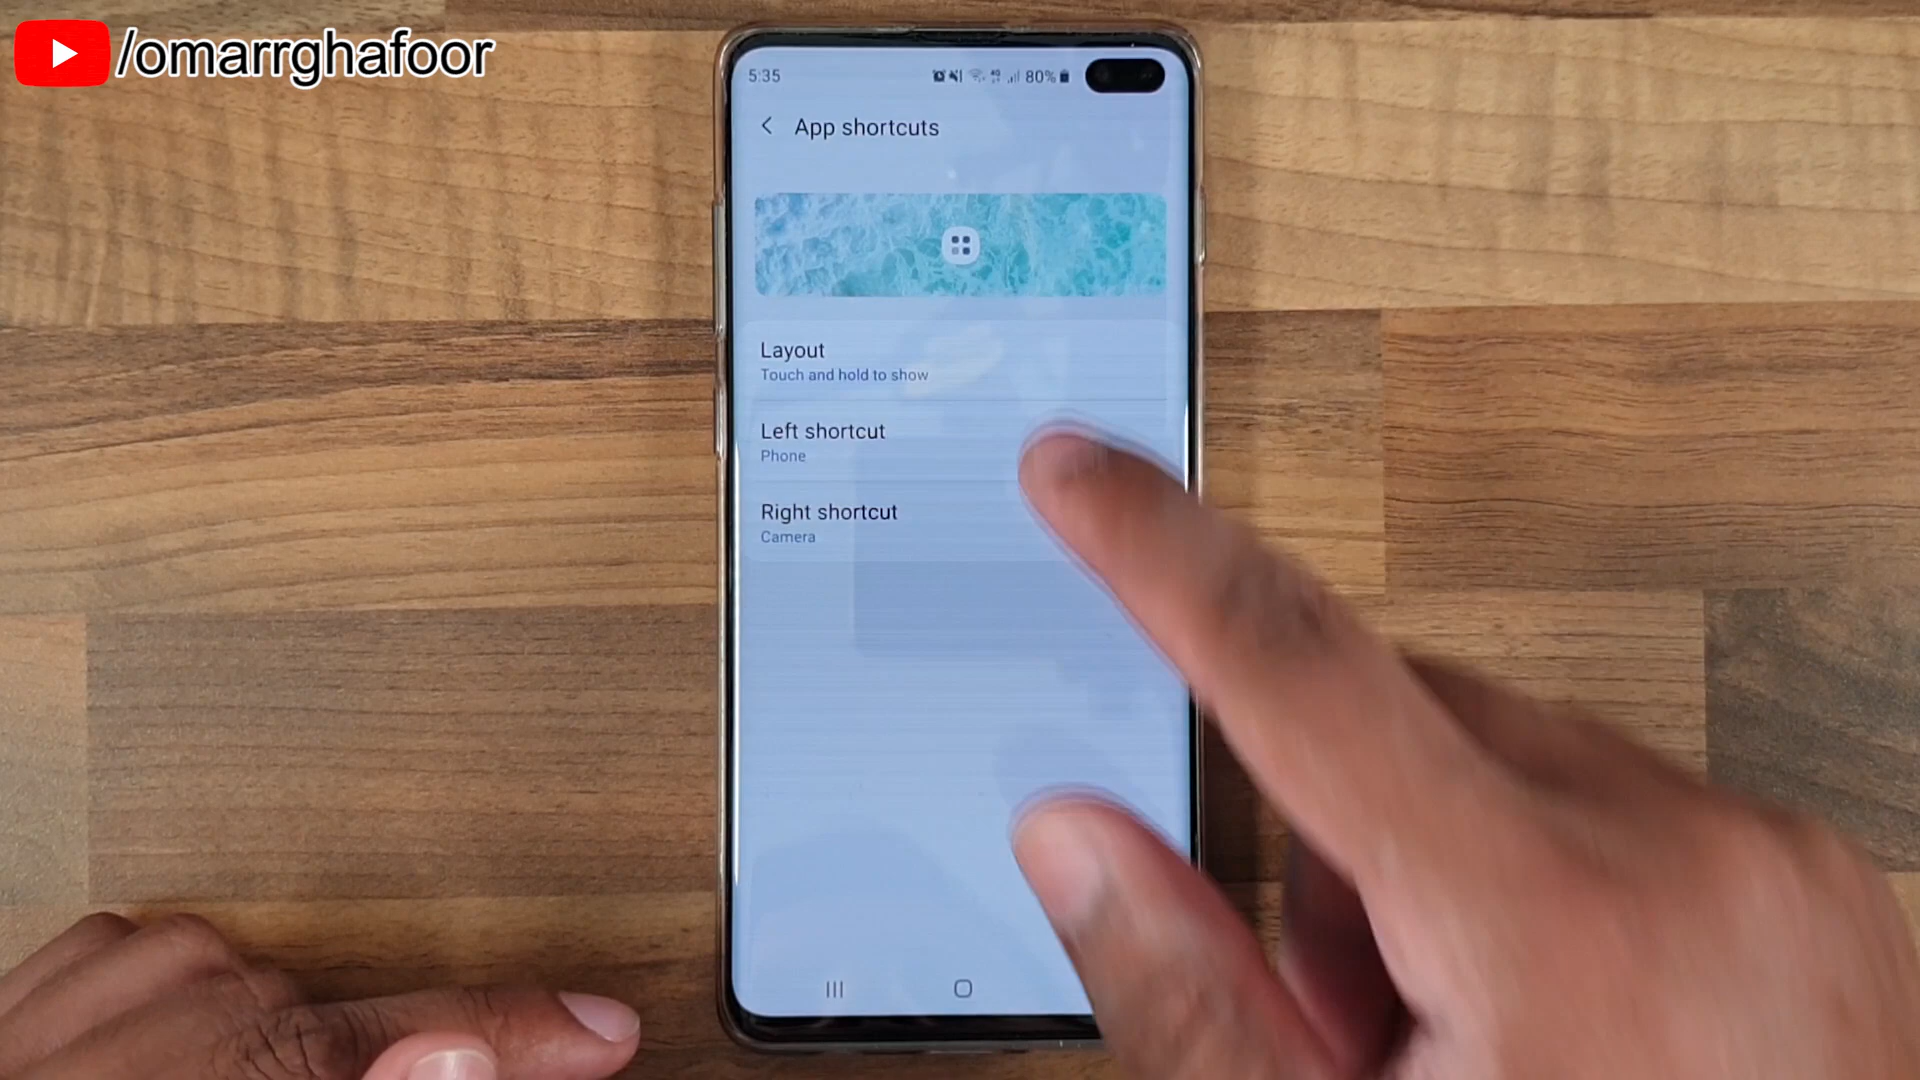 /omarrghafoor
5:35
80%
App shortcuts
Layout
Touch and hold to show
Left shortcut
Phone
Right shortcut
Camera